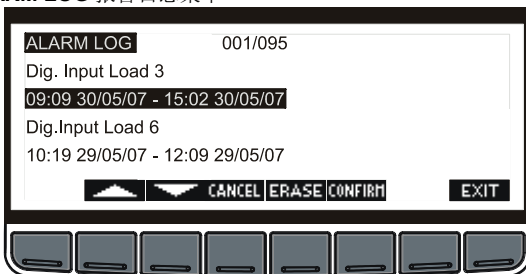 ALARM LOG 001/095
Dig. Input Load 3
09:09 30/05/07 - 15:02 30/05/07
Dig.Input Load 6
10:19 29/05/07 - 12:09 29/05/07
CANCEL ERASE CONFIRM EXIT